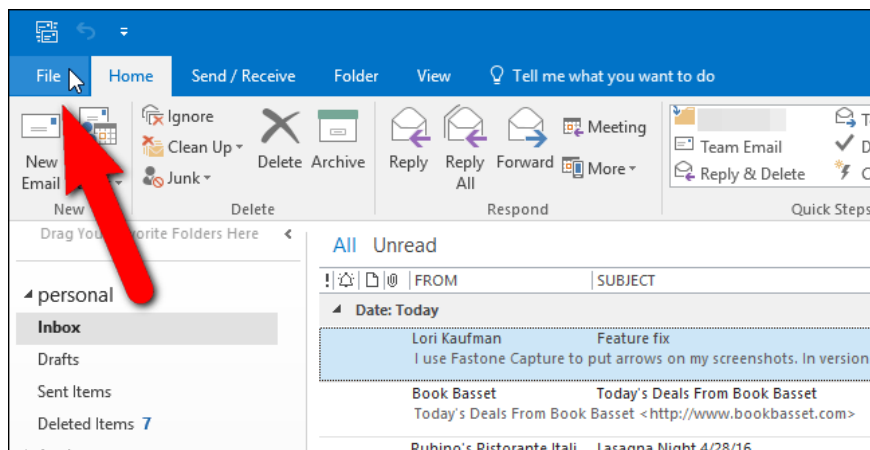 File Home Send / Receive Folder View Tell me what you want to do
New Email
Ignore
Clean Up
Junk
Delete
Archive
Reply
Reply All
Forward
Meeting
More
Team Email
Reply & Delete
New
Delete
Respond
Quick Steps
Drag Favorite Folders Here
All Unread
! FROM SUBJECT
personal
Date: Today
Inbox
Lori Kaufman Feature fix
I use Fastone Capture to put arrows on my screenshots. In version
Drafts
Sent Items
Book Basset Today's Deals From Book Basset
Today's Deals From Book Basset <http://www.bookbasset.com>
Deleted Items 7
Rubino's Ristorante Itali Lasagna Night 4/28/16